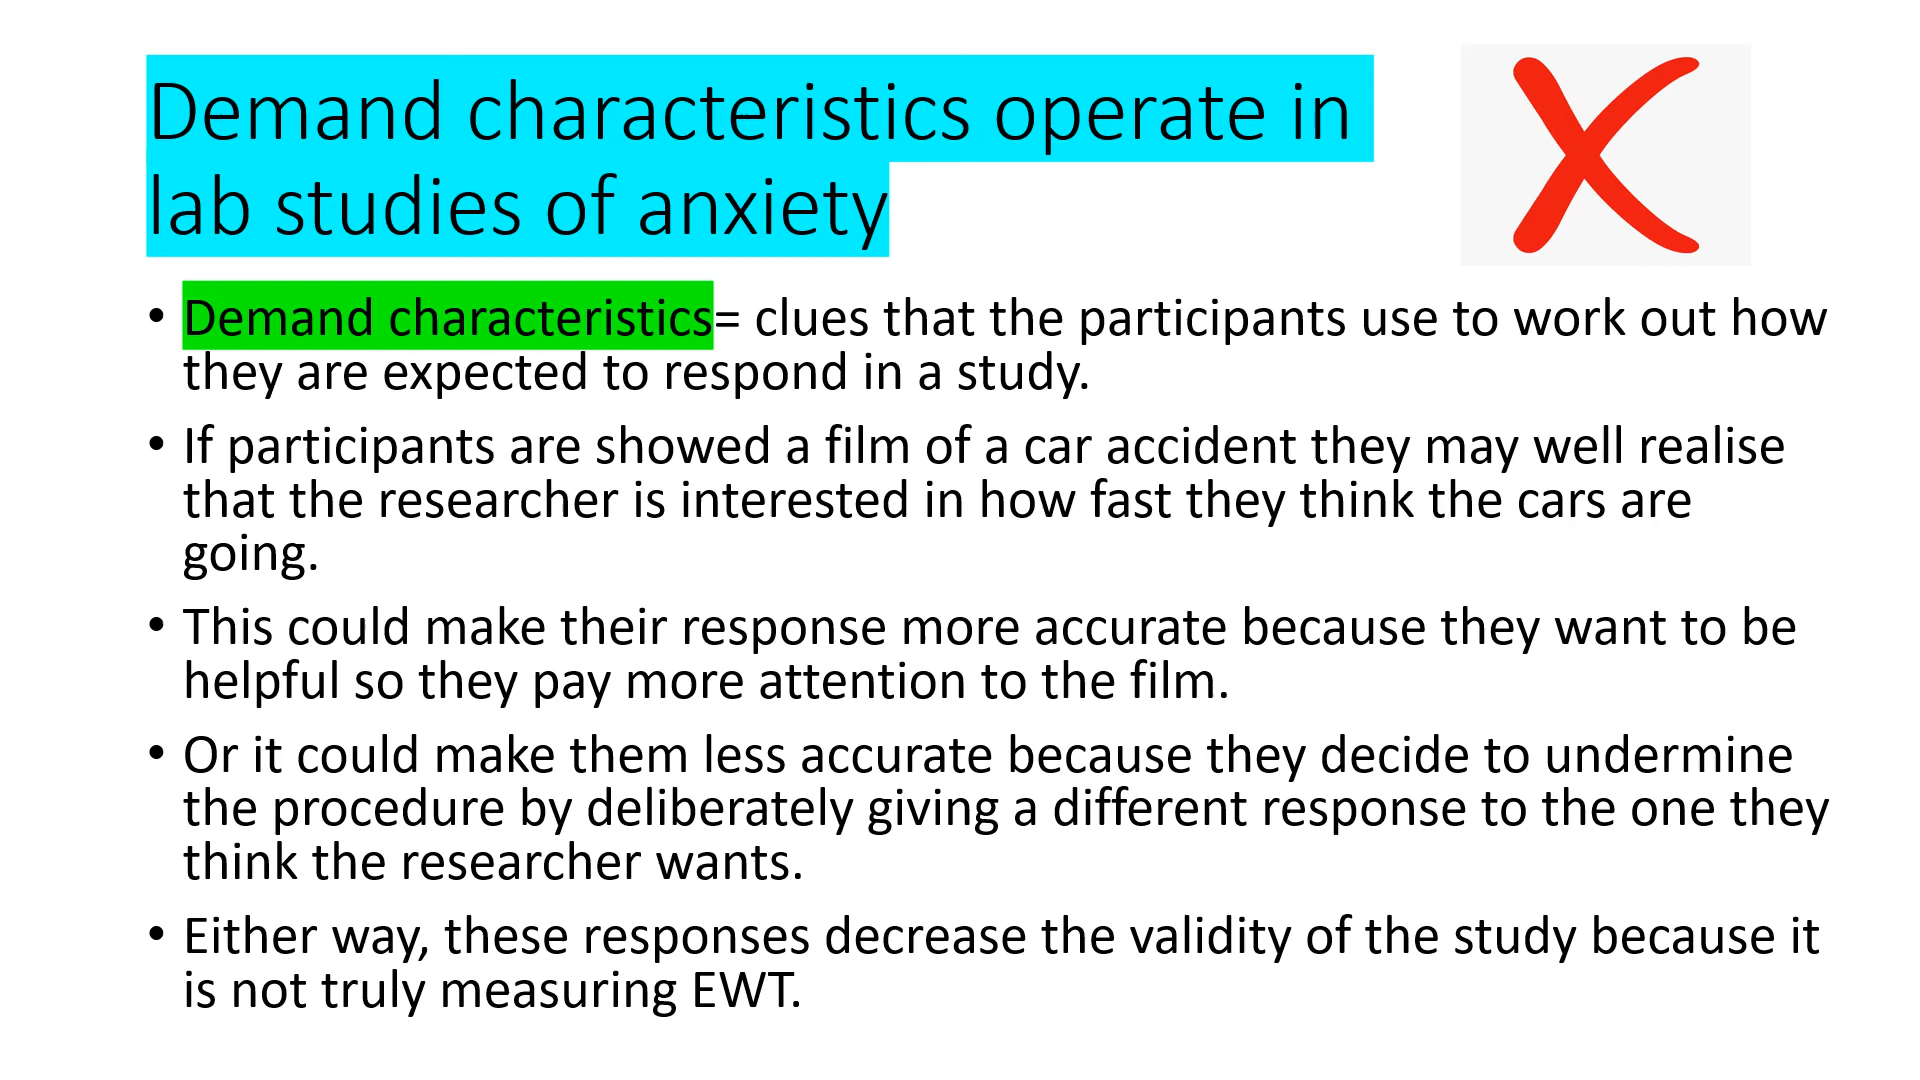 Demand characteristics operate in
lab studies of anxiety
• Demand characteristics= clues that the participants use to work out how
they are expected to respond in a study.
• If participants are showed a film of a car accident they may well realise
that the researcher is interested in how fast they think the cars are
going.
• This could make their response more accurate because they want to be
helpful so they pay more attention to the film.
• Or it could make them less accurate because they decide to undermine
the procedure by deliberately giving a different response to the one they
think the researcher wants.
• Either way, these responses decrease the validity of the study because it
is not truly measuring EWT.